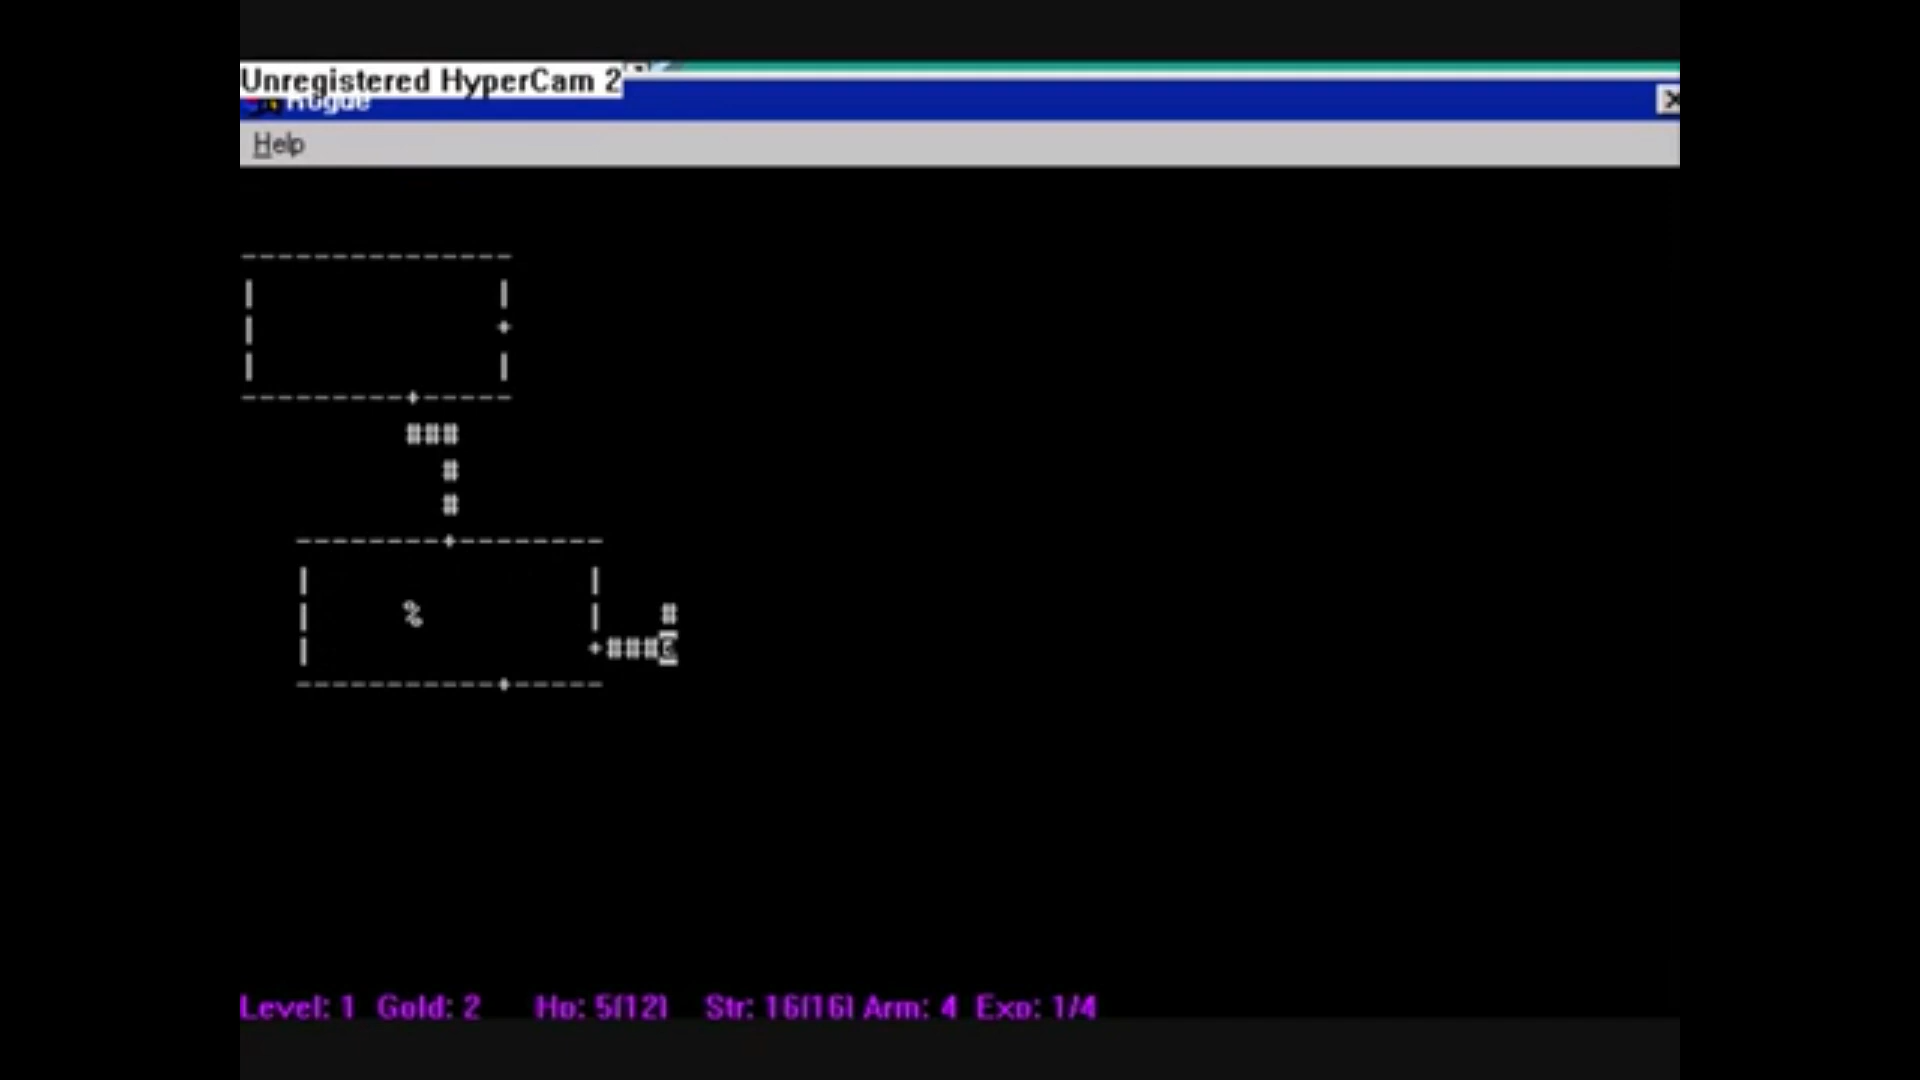 Unregistered HyperCam 2
Rogue
Help
---------------
|             |
|             +
|             |
---------+-----
###
#
#
--------+--------
|               |
|     %         |   #
|               +###@
-----------+-----
Level: 1 Gold: 2 Hp: 5(12) Str: 16(16) Arm: 4 Exp: 1/4